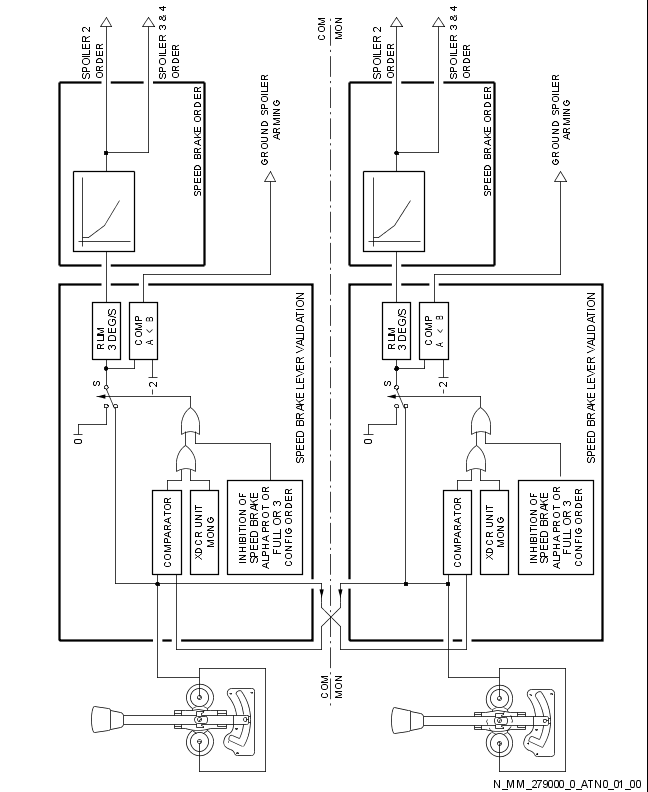 SPOILER 2
ORDER
SPOILER 3 & 4
ORDER
SPEED BRAKE ORDER
GROUND SPOILER
ARMING
COM
MON
SPOILER 2
ORDER
SPOILER 3 & 4
ORDER
SPEED BRAKE ORDER
GROUND SPOILER
ARMING
RLIM
3 DEG/S
COMP
A < B
S
-2
0
SPEED BRAKE LEVER VALIDATION
COMPARATOR
XDCR UNIT
MONG
INHIBITION OF
SPEED BRAKE
ALPHA PROT OR
FULL OR 3
CONFIG ORDER
RLIM
3 DEG/S
COMP
A < B
S
-2
0
SPEED BRAKE LEVER VALIDATION
COMPARATOR
XDCR UNIT
MONG
INHIBITION OF
SPEED BRAKE
ALPHA PROT OR
FULL OR 3
CONFIG ORDER
COM
MON
N_MM_279000_0_ATN0_01_00